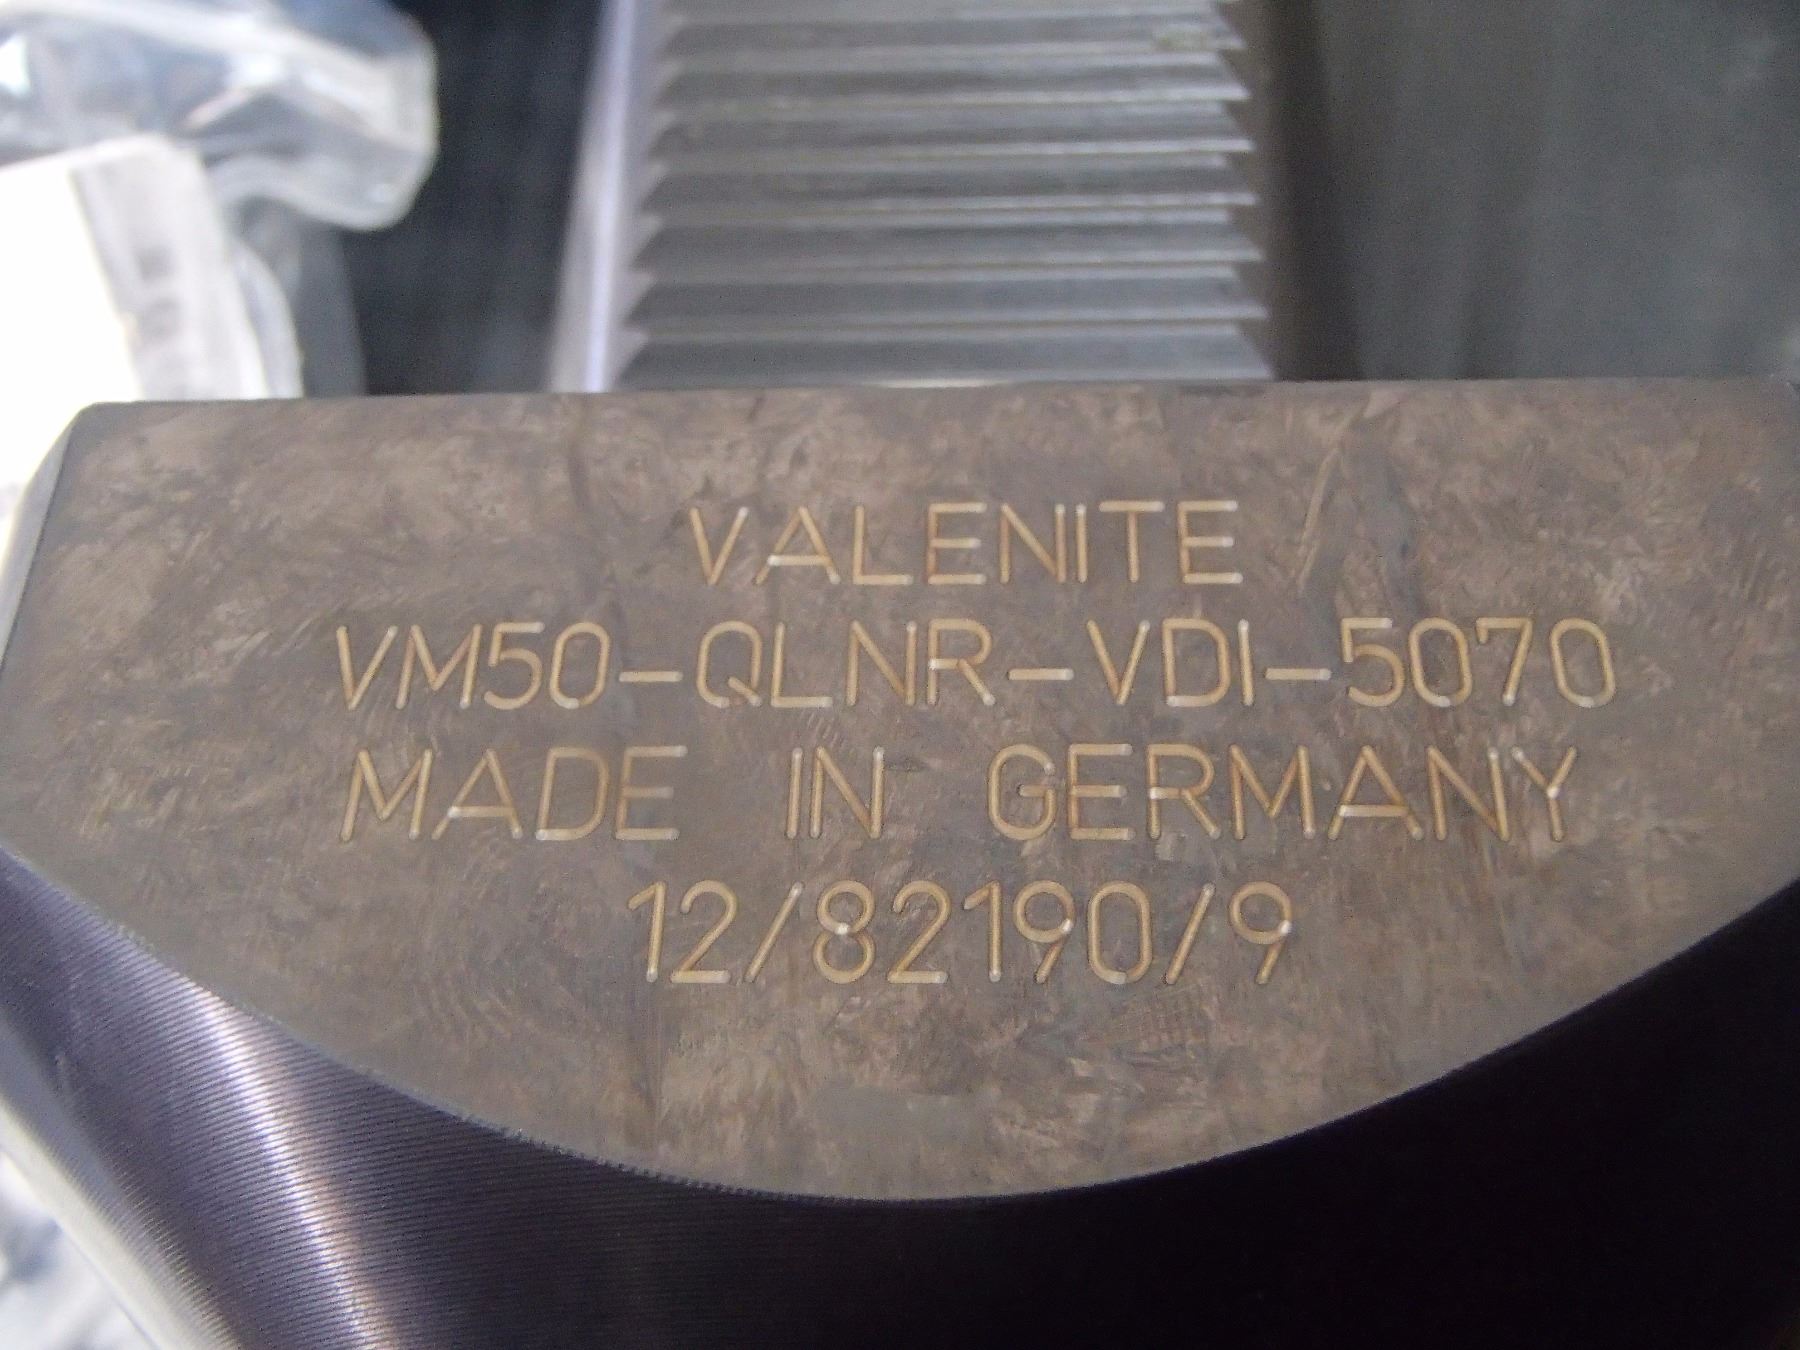 VALENITE
VM50-QLNR-VDI-5070
MADE IN GERMANY
12/82190/9